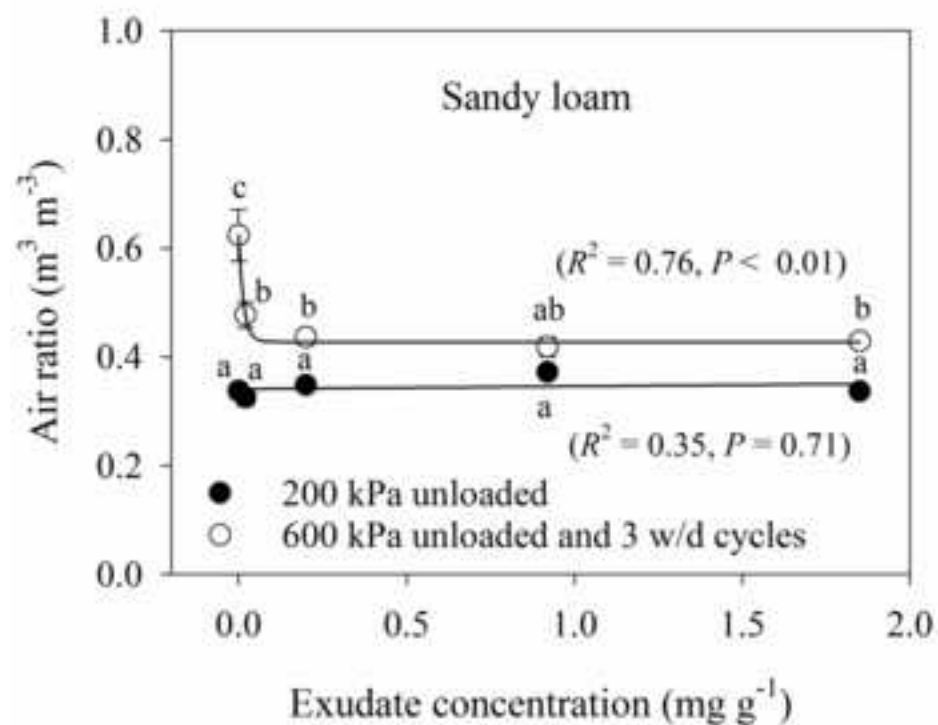 1.0
Sandy loam
0.8
c
0.6
(R² = 0.76, P < 0.01)
b
b
ab
b
0.4
a
a
a
a
a
(R² = 0.35, P = 0.71)
0.2
200 kPa unloaded
600 kPa unloaded and 3 w/d cycles
0.0
Air ratio (m³ m⁻³)
0.0 0.5 1.0 1.5 2.0
Exudate concentration (mg g⁻¹)